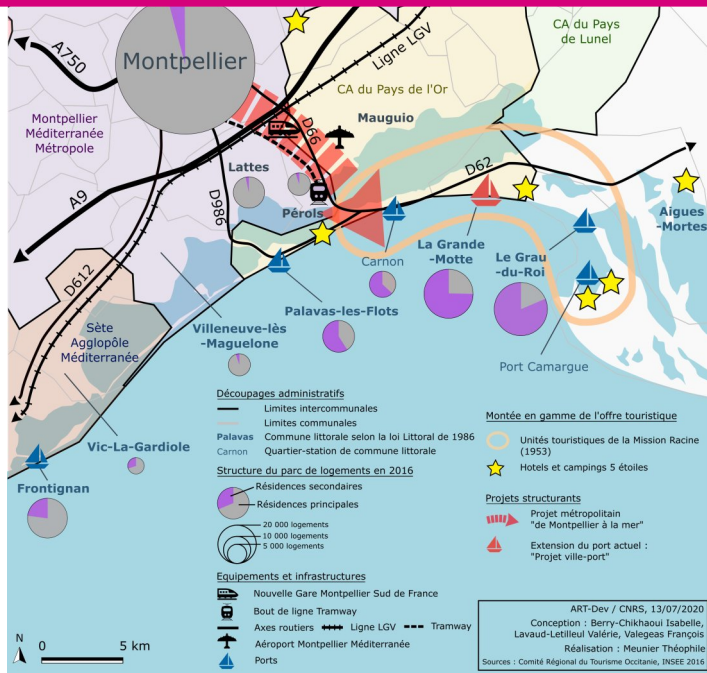 A750
Montpellier
Ligne LGV
CA du Pays
de Lunel
CA du Pays de l'Or
Montpellier
Méditerranée
Métropole
D66
Mauguio
Lattes
A9
D986
D62
Pérols
Carnon
La Grande
-Motte
Le Grau
-du-Roi
Aigues
-Mortes
D612
Sète
Agglopôle
Méditerranée
Villeneuve-lès
-Maguelone
Palavas-les-Flots
Port Camargue
Vic-La-Gardiole
Frontignan
Découpages administratifs
Limites intercommunales
Limites communales
Palavas Commune littorale selon la loi Littoral de 1986
Carnon Quartier-station de commune littorale
Structure du parc de logements en 2016
Résidences secondaires
Résidences principales
20 000 logements
10 000 logements
5 000 logements
Equipements et infrastructures
Nouvelle Gare Montpellier Sud de France
Bout de ligne Tramway
Axes routiers Ligne LGV Tramway
Aéroport Montpellier Méditerranée
Ports
Montée en gamme de l'offre touristique
Unités touristiques de la Mission Racine
(1953)
Hotels et campings 5 étoiles
Projets structurants
Projet métropolitain
"de Montpellier à la mer"
Extension du port actuel :
"Projet ville-port"
N
0 5 km
ART-Dev / CNRS, 13/07/2020
Conception : Berry-Chikhaoui Isabelle,
Lavaud-Letilleul Valérie, Valegeas François
Réalisation : Meunier Théophile
Sources : Comité Régional du Tourisme Occitanie, INSEE 2016